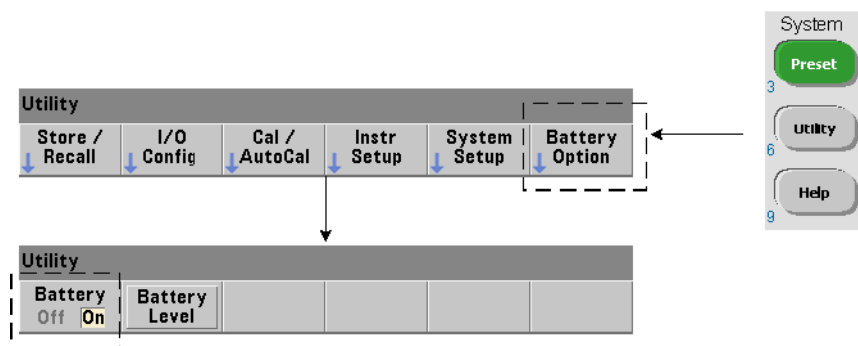 System
Preset
3
Utility
6
Help
9
Utility
Store / Recall
I/O Config
Cal / AutoCal
Instr Setup
System Setup
Battery Option
Utility
Battery
Off On
Battery Level